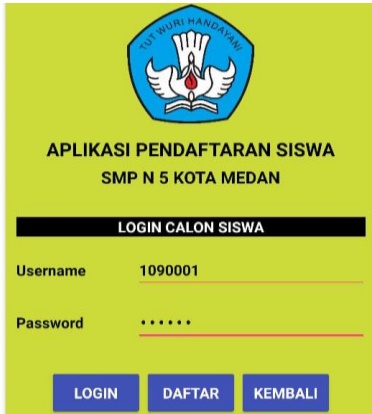 TUT WURI HANDAYANI
APLIKASI PENDAFTARAN SISWA
SMP N 5 KOTA MEDAN
LOGIN CALON SISWA
Username 1090001
Password ••••••
LOGIN DAFTAR KEMBALI